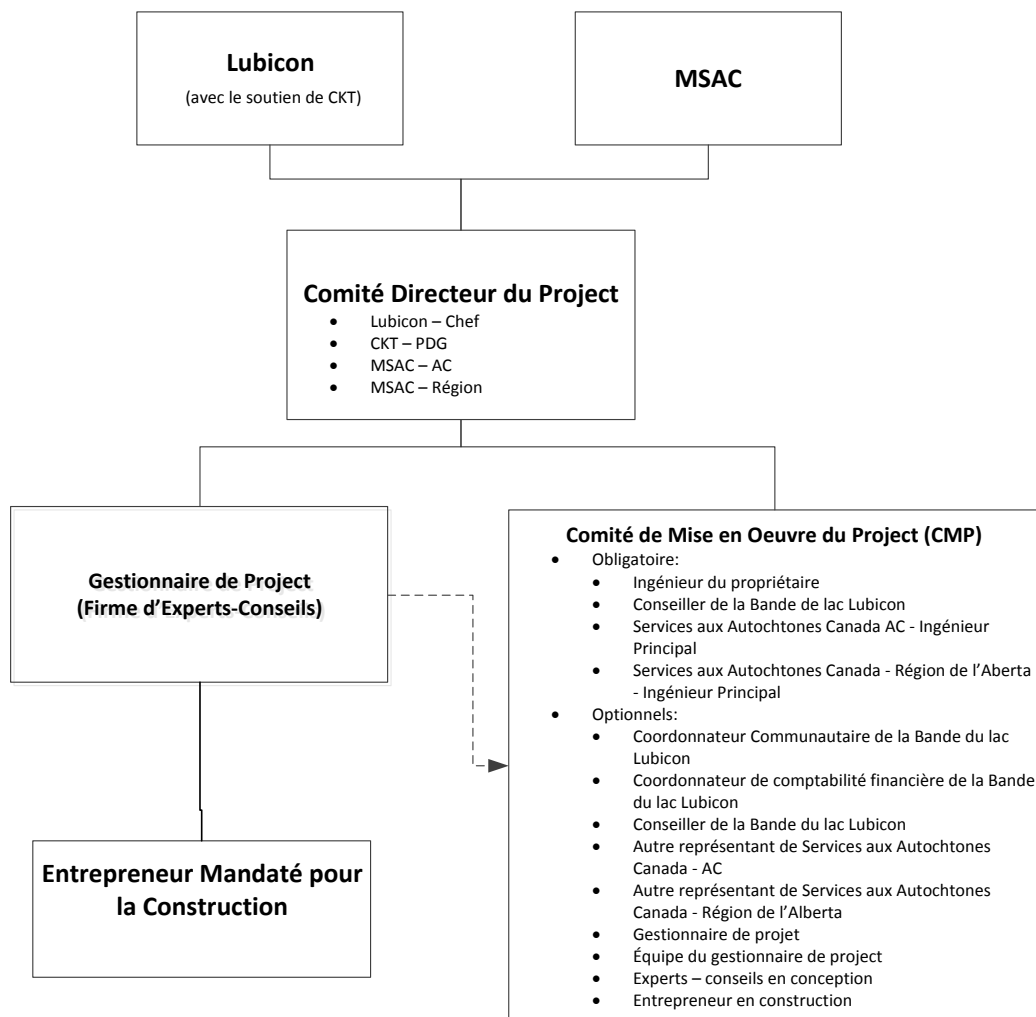 Lubicon
(avec le soutien de CKT)
MSAC
Comité Directeur du Project
• Lubicon – Chef
• CKT – PDG
• MSAC – AC
• MSAC – Région
Gestionnaire de Project
(Firme d’Experts-Conseils)
Entrepreneur Mandaté pour
la Construction
Comité de Mise en Oeuvre du Project (CMP)
• Obligatoire:
• Ingénieur du propriétaire
• Conseiller de la Bande de lac Lubicon
• Services aux Autochtones Canada AC - Ingénieur
Principal
• Services aux Autochtones Canada - Région de l’Aberta
- Ingénieur Principal
• Optionnels:
• Coordonnateur Communautaire de la Bande du lac
Lubicon
• Coordonnateur de comptabilité financière de la Bande
du lac Lubicon
• Conseiller de la Bande du lac Lubicon
• Autre représentant de Services aux Autochtones
Canada - AC
• Autre représentant de Services aux Autochtones
Canada - Région de l’Alberta
• Gestionnaire de projet
• Équipe du gestionnaire de project
• Experts – conseils en conception
• Entrepreneur en construction